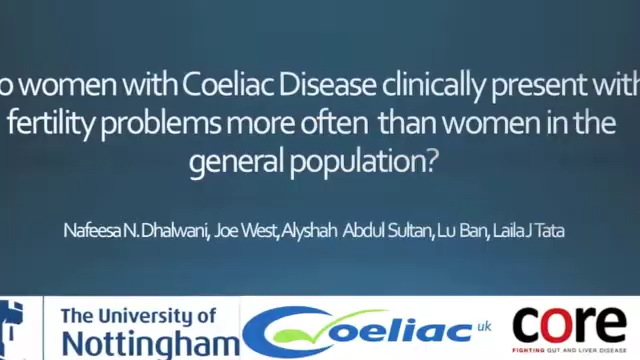 o women with Coeliac Disease clinically present with
fertility problems more often than women in the
general population?
Nafeesa N. Dhalwani, Joe West, Alyshah Abdul Sultan, Lu Ban, Laila J Tata
The University of
Nottingham
Coeliac uk
core
FIGHTING GUT AND LIVER DISEASE